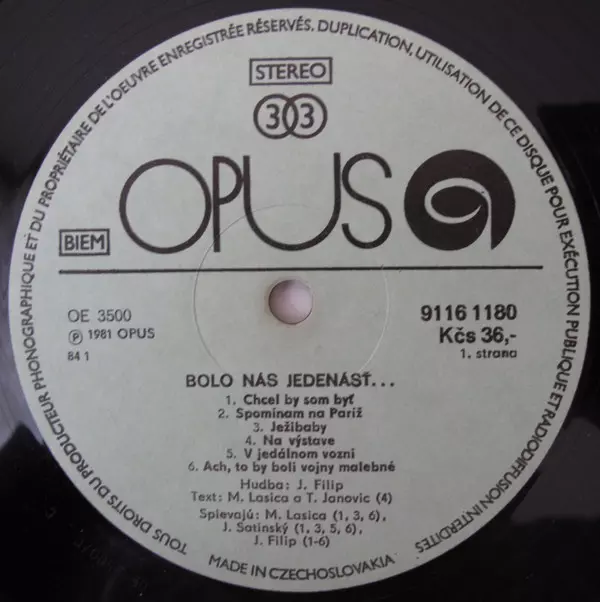 TOUS DROITS DU PRODUCTEUR PHONOGRAPHIQUE ET DU PROPRIÉTAIRE DE L'OEUVRE ENREGISTRÉE RÉSERVÉS. DUPLICATION, UTILISATION DE CE DISQUE POUR EXÉCUTION PUBLIQUE ET RADIODIFFUSION INTERDITES
STEREO
33
OPUS
BIEM
OE 3500
9116 1180
Ⓟ 1981 OPUS
Kčs 36,-
84 1
1. strana
BOLO NÁS JEDENÁSŤ...
1. Chcel by som byť
2. Spomínam na Paríž
3. Ježibaby
4. Na výstave
5. V jedálnom vozni
6. Ach, to by boli vojny malebné
Hudba: J. Filip
Text: M. Lasica a T. Janovic (4)
Spievajú: M. Lasica (1, 3, 6),
J. Satinský (1, 3, 5, 6),
J. Filip (1-6)
MADE IN CZECHOSLOVAKIA